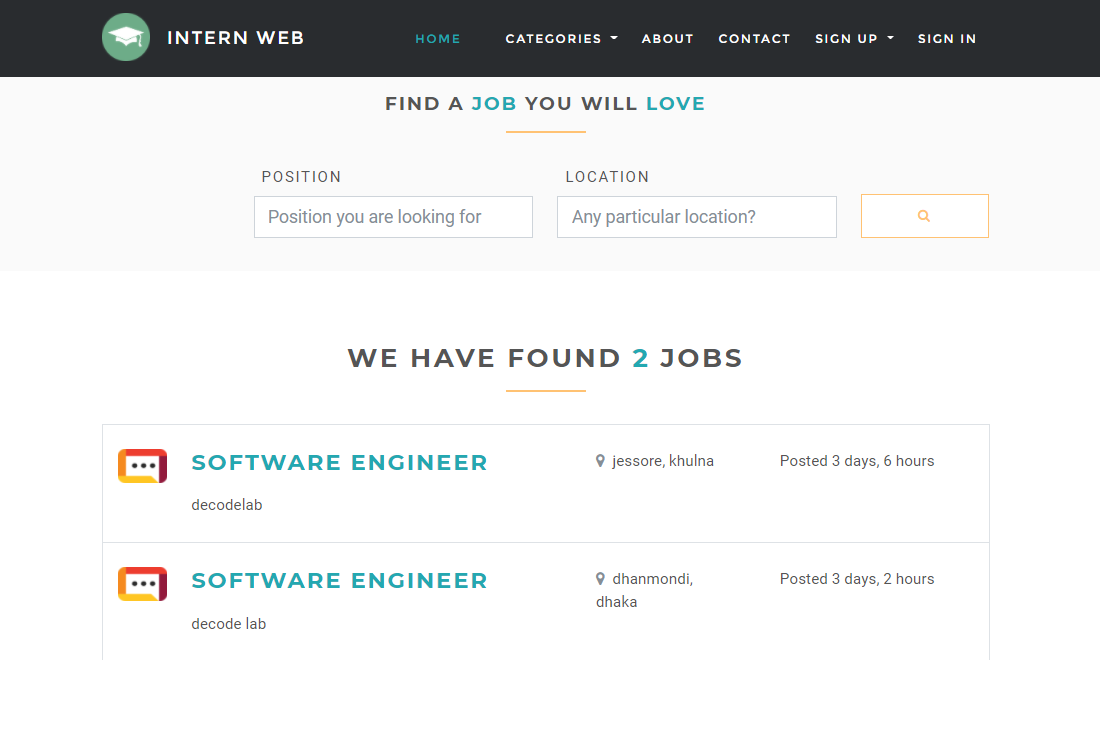 INTERN WEB HOME CATEGORIES ABOUT CONTACT SIGN UP SIGN IN
FIND A JOB YOU WILL LOVE
POSITION LOCATION
Position you are looking for Any particular location?
WE HAVE FOUND 2 JOBS
SOFTWARE ENGINEER jessore, khulna Posted 3 days, 6 hours
decodelab
SOFTWARE ENGINEER dhanmondi, Posted 3 days, 2 hours
dhaka
decode lab